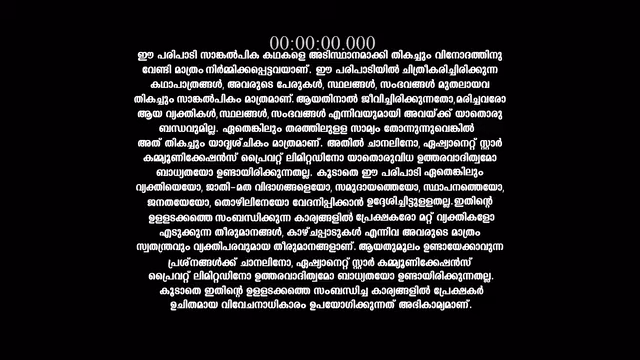 00:00:00.000
ഈ പരിപാടി സാങ്കൽപിക കഥകളെ അടിസ്ഥാനമാക്കി തികച്ചും വിനോദത്തിനു
വേണ്ടി മാത്രം നിർമ്മിക്കപ്പെട്ടവയാണ്. ഈ പരിപാടിയിൽ ചിത്രീകരിച്ചിരിക്കുന്ന
കഥാപാത്രങ്ങൾ, അവരുടെ പേരുകൾ, സ്ഥലങ്ങൾ, സംഭവങ്ങൾ മുതലായവ
തികച്ചും സാങ്കൽപികം മാത്രമാണ്. ആയതിനാൽ ജീവിച്ചിരിക്കുന്നതോ,മരിച്ചവരോ
ആയ വ്യക്തികൾ,സ്ഥലങ്ങൾ,സംഭവങ്ങൾ എന്നിവയുമായി അവയ്ക്ക് യാതൊരു
ബന്ധവുമില്ല. ഏതെങ്കിലും തരത്തിലുളള സാമ്യം തോന്നുന്നുവെങ്കിൽ
അത് തികച്ചും യാദൃശ്ചികം മാത്രമാണ്. അതിൽ ചാനലിനോ, ഏഷ്യാനെറ്റ് സ്റ്റാർ
കമ്മ്യൂണിക്കേഷൻസ് പ്രൈവറ്റ് ലിമിറ്റഡിനോ യാതൊരുവിധ ഉത്തരവാദിത്വമോ
ബാധ്യതയോ ഉണ്ടായിരിക്കുന്നതല്ല. കൂടാതെ ഈ പരിപാടി ഏതെങ്കിലും
വ്യക്തിയെയോ, ജാതി-മത വിഭാഗങ്ങളെയോ, സമുദായത്തെയോ, സ്ഥാപനത്തെയോ,
ജനതയേയോ, തൊഴിലിനേയോ വേദനിപ്പിക്കാൻ ഉദ്ദേശിച്ചിട്ടുളളതല്ല.ഇതിന്റെ
ഉളളടക്കത്തെ സംബന്ധിക്കുന്ന കാര്യങ്ങളിൽ പ്രേക്ഷകരോ മറ്റ് വ്യക്തികളോ
എടുക്കുന്ന തീരുമാനങ്ങൾ, കാഴ്ചപ്പാടുകൾ എന്നിവ അവരുടെ മാത്രം
സ്വതന്ത്രവും വ്യക്തിപരവുമായ തീരുമാനങ്ങളാണ്. ആയതുമൂലം ഉണ്ടായേക്കാവുന്ന
പ്രശ്നങ്ങൾക്ക് ചാനലിനോ, ഏഷ്യാനെറ്റ് സ്റ്റാർ കമ്മ്യൂണിക്കേഷൻസ്
പ്രൈവറ്റ് ലിമിറ്റഡിനോ ഉത്തരവാദിത്വമോ ബാധ്യതയോ ഉണ്ടായിരിക്കുന്നതല്ല.
കൂടാതെ ഇതിന്റെ ഉളളടക്കത്തെ സംബന്ധിച്ച കാര്യങ്ങളിൽ പ്രേക്ഷകർ
ഉചിതമായ വിവേചനാധികാരം ഉപയോഗിക്കുന്നത് അഭികാമ്യമാണ്.